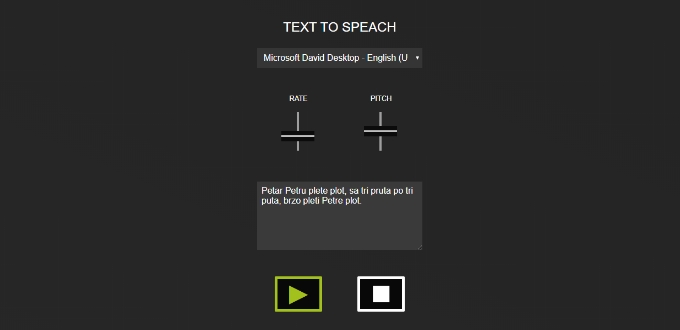 TEXT TO SPEACH
Microsoft David Desktop - English (U
RATE
PITCH
Petar Petru plete plot, sa tri pruta po tri
puta, brzo pleti Petre plot.